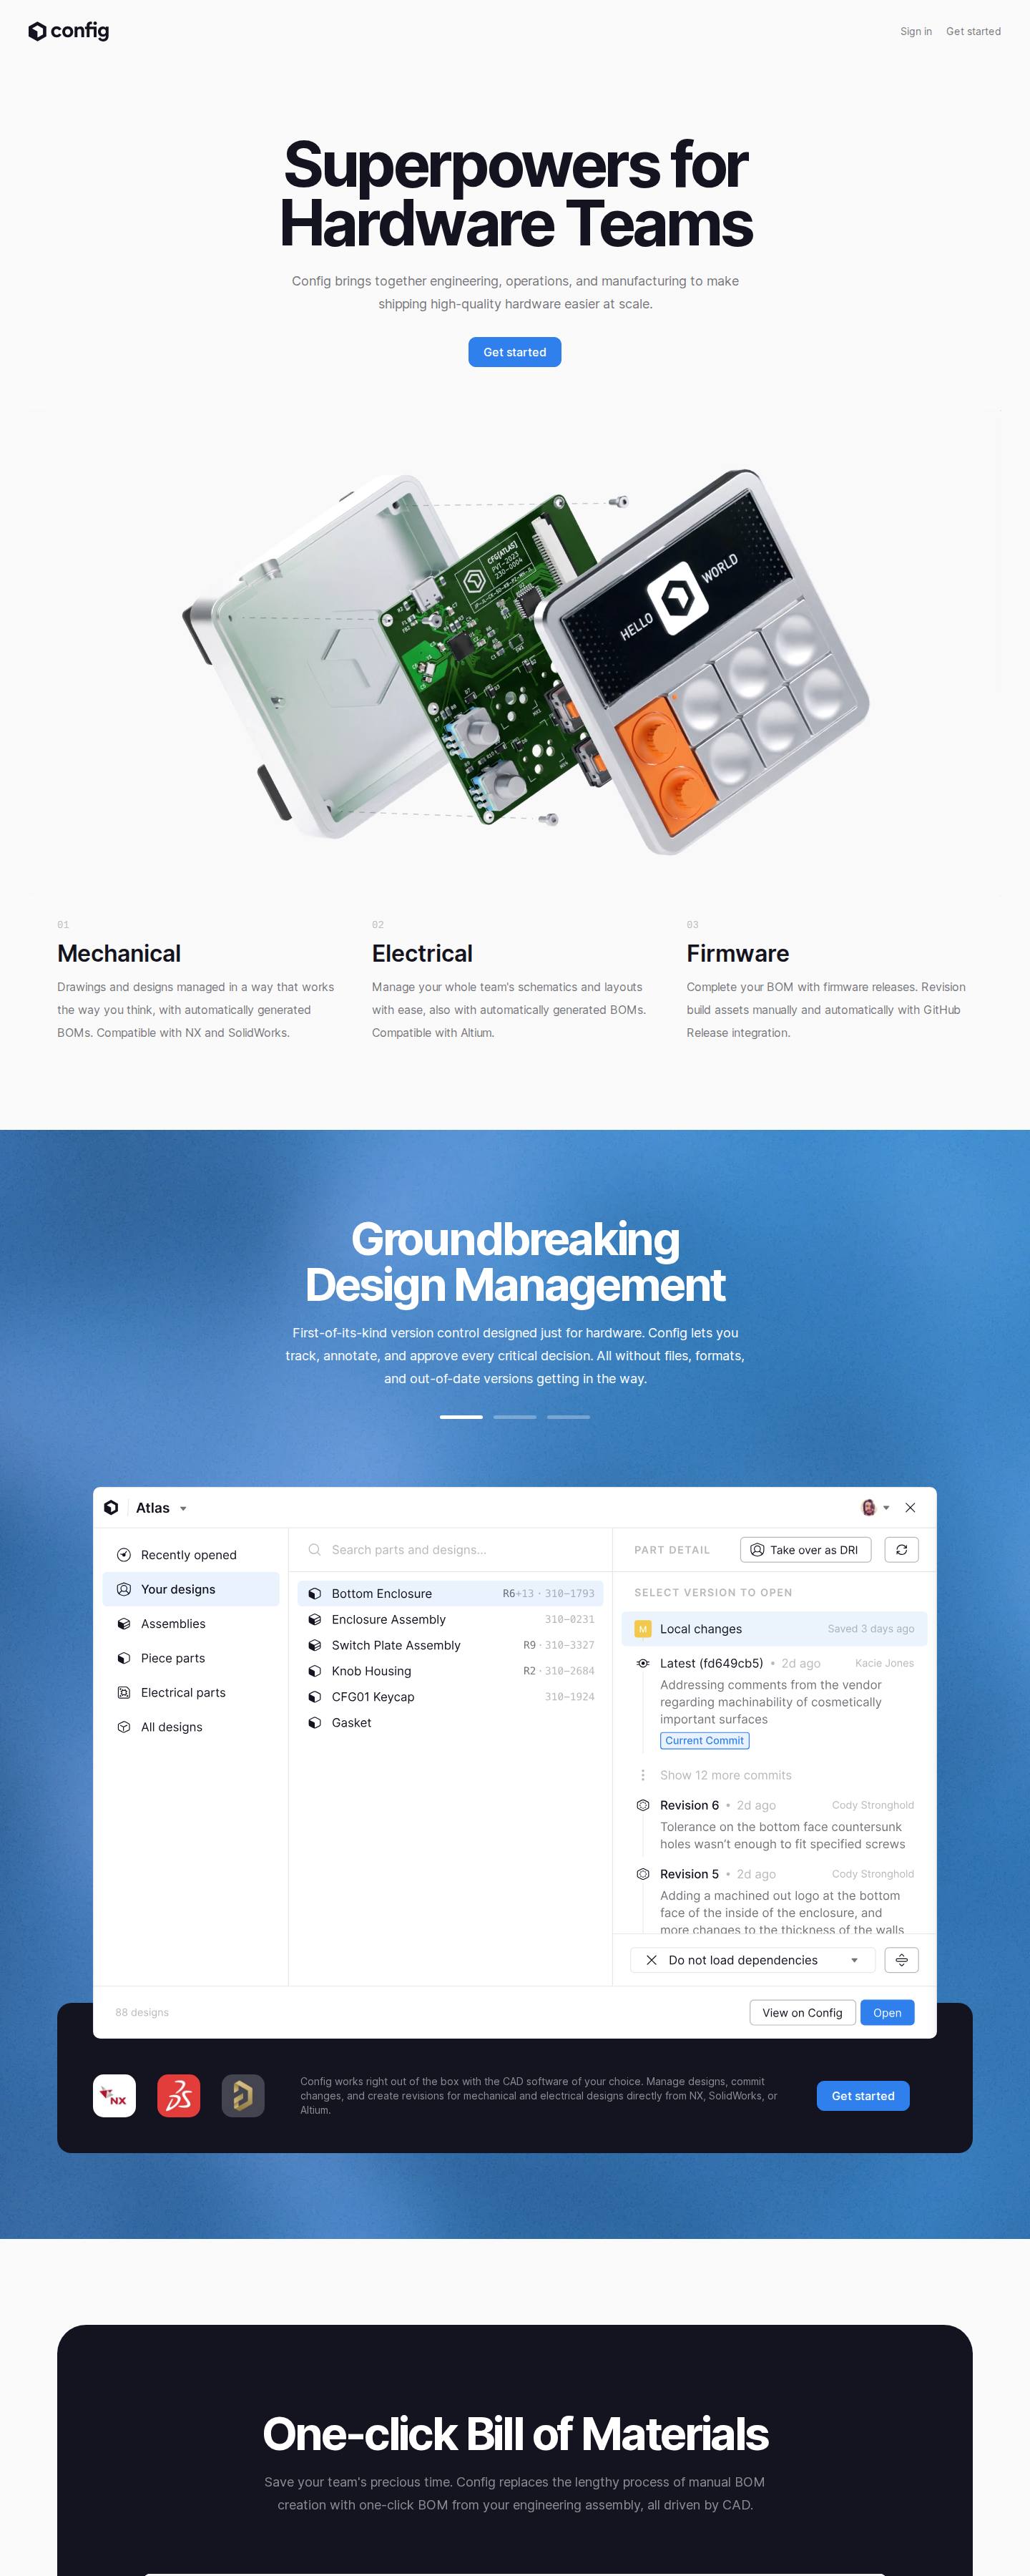 config
Sign in
Get started
Superpowers for
Hardware Teams
Config brings together engineering, operations, and manufacturing to make
shipping high-quality hardware easier at scale.
Get started
CFG[ATLAS]
PVT-2023
230-0004
HELLO
WORLD
01
Mechanical
Drawings and designs managed in a way that works
the way you think, with automatically generated
BOMs. Compatible with NX and SolidWorks.
02
Electrical
Manage your whole team's schematics and layouts
with ease, also with automatically generated BOMs.
Compatible with Altium.
03
Firmware
Complete your BOM with firmware releases. Revision
build assets manually and automatically with GitHub
Release integration.
Groundbreaking
Design Management
First-of-its-kind version control designed just for hardware. Config lets you
track, annotate, and approve every critical decision. All without files, formats,
and out-of-date versions getting in the way.
Atlas
Recently opened
Your designs
Assemblies
Piece parts
Electrical parts
All designs
Search parts and designs...
Bottom Enclosure R6+13 · 310-1793
Enclosure Assembly 310-0231
Switch Plate Assembly R9 · 310-3327
Knob Housing R2 · 310-2684
CFG01 Keycap 310-1924
Gasket
PART DETAIL
Take over as DRI
SELECT VERSION TO OPEN
M Local changes Saved 3 days ago
Latest (fd649cb5) • 2d ago Kacie Jones
Addressing comments from the vendor
regarding machinability of cosmetically
important surfaces
Current Commit
Show 12 more commits
Revision 6 • 2d ago Cody Stronghold
Tolerance on the bottom face countersunk
holes wasn't enough to fit specified screws
Revision 5 • 2d ago Cody Stronghold
Adding a machined out logo at the bottom
face of the inside of the enclosure, and
more changes to the thickness of the walls
Do not load dependencies
88 designs
View on Config
Open
NX
Config works right out of the box with the CAD software of your choice. Manage designs, commit
changes, and create revisions for mechanical and electrical designs directly from NX, SolidWorks, or
Altium.
Get started
One-click Bill of Materials
Save your team's precious time. Config replaces the lengthy process of manual BOM
creation with one-click BOM from your engineering assembly, all driven by CAD.